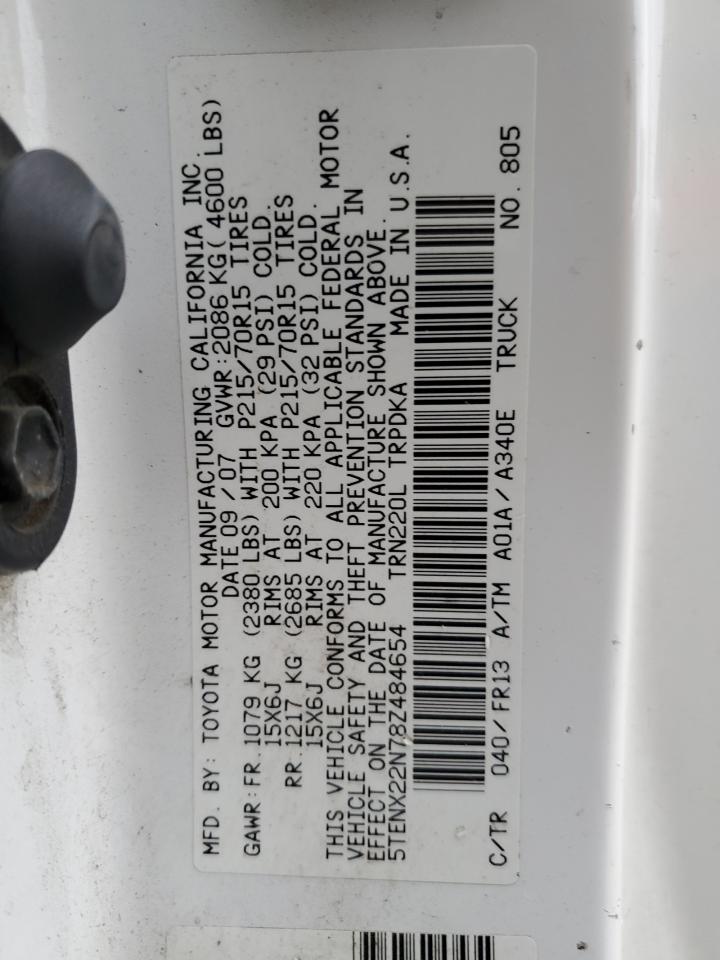 MFD. BY: TOYOTA MOTOR MANUFACTURING CALIFORNIA INC.
DATE 09/07 GVWR:2086 KG( 4600 LBS)
GAWR:FR.1079 KG (2380 LBS) WITH P215/70R15 TIRES
15X6J RIMS AT 200 KPA (29 PSI) COLD.
RR.1217 KG (2685 LBS) WITH P215/70R15 TIRES
15X6J RIMS AT 220 KPA (32 PSI) COLD.
THIS VEHICLE CONFORMS TO ALL APPLICABLE FEDERAL MOTOR
VEHICLE SAFETY AND THEFT PREVENTION STANDARDS IN
EFFECT ON THE DATE OF MANUFACTURE SHOWN ABOVE.
5TENX22N78Z484654 TRN220L TRPDKA MADE IN U.S.A.
C/TR 040/FR13 A/TM A01A/A340E TRUCK NO. 805